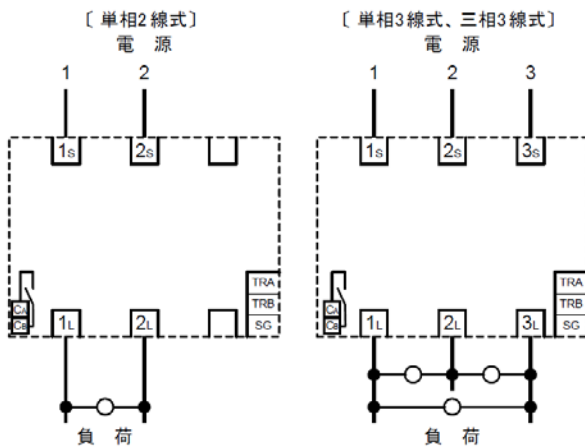 〔 単相2線式〕
電 源
1 2
1S 2S
CA
CB
TRA
TRB
SG
1L 2L
負 荷
〔 単相3線式、三相3線式〕
電 源
1 2 3
1S 2S 3S
CA
CB
TRA
TRB
SG
1L 2L 3L
負 荷